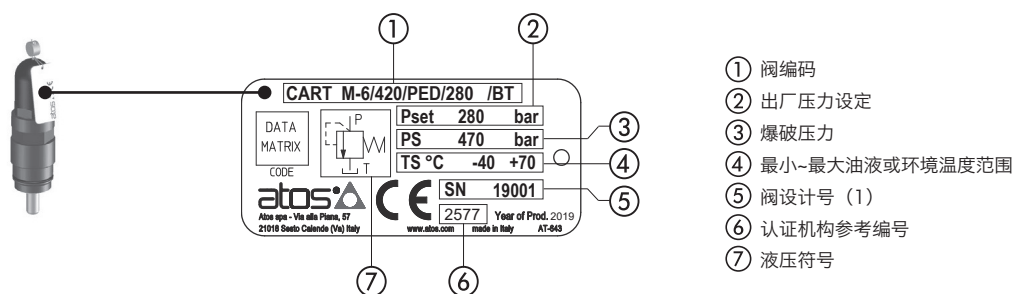 ①
②
CART M-6/420/PED/280 /BT
Pset 280 bar
PS 470 bar
③
TS °C -40 +70
④
DATA
MATRIX
CODE
P
T
atos
CE
SN 19001
⑤
2577
Year of Prod. 2019
Atos spa - Via alla Piana, 57
21018 Sesto Calende (Va) Italy
www.atos.com
made in Italy
AT-643
⑦
⑥
① 阀编码
② 出厂压力设定
③ 爆破压力
④ 最小~最大油液或环境温度范围
⑤ 阀设计号（1）
⑥ 认证机构参考编号
⑦ 液压符号